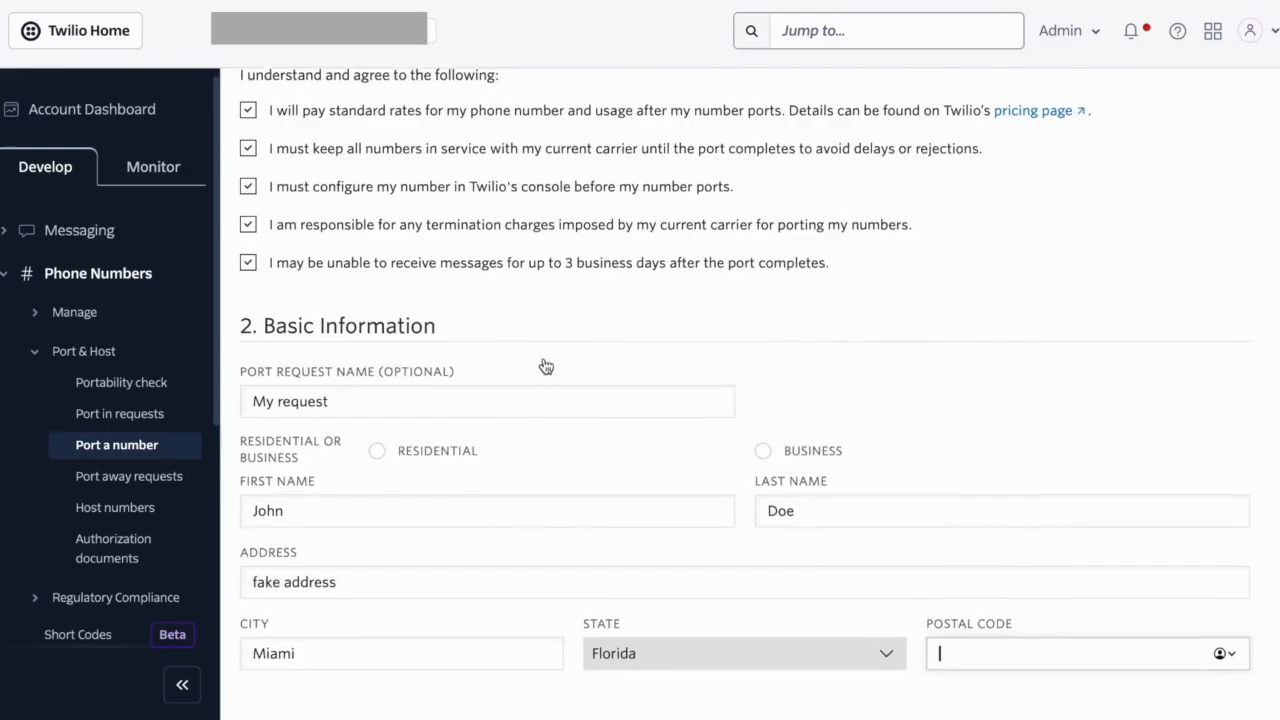 Twilio Home
Jump to...
Admin
Account Dashboard
Develop
Monitor
Messaging
# Phone Numbers
Manage
Port & Host
Portability check
Port in requests
Port a number
Port away requests
Host numbers
Authorization
documents
Regulatory Compliance
Short Codes
Beta
I understand and agree to the following:
I will pay standard rates for my phone number and usage after my number ports. Details can be found on Twilio's pricing page ↗.
I must keep all numbers in service with my current carrier until the port completes to avoid delays or rejections.
I must configure my number in Twilio's console before my number ports.
I am responsible for any termination charges imposed by my current carrier for porting my numbers.
I may be unable to receive messages for up to 3 business days after the port completes.
2. Basic Information
PORT REQUEST NAME (OPTIONAL)
My request
RESIDENTIAL OR
BUSINESS
RESIDENTIAL
BUSINESS
FIRST NAME
LAST NAME
John
Doe
ADDRESS
fake address
CITY
STATE
POSTAL CODE
Miami
Florida